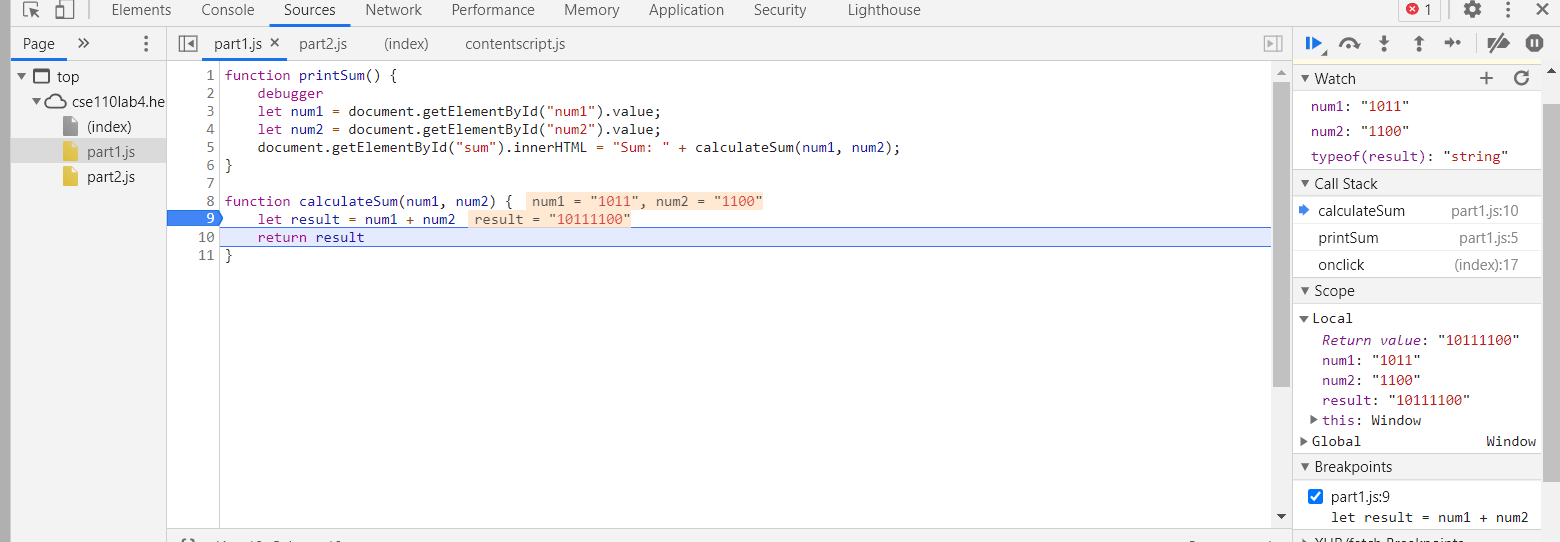 Elements Console Sources Network Performance Memory Application Security Lighthouse 1
Page part1.js part2.js (index) contentscript.js
top
cse110lab4.he
(index)
part1.js
part2.js
1 function printSum() {
2 debugger
3 let num1 = document.getElementById("num1").value;
4 let num2 = document.getElementById("num2").value;
5 document.getElementById("sum").innerHTML = "Sum: " + calculateSum(num1, num2);
6 }
7
8 function calculateSum(num1, num2) { num1 = "1011", num2 = "1100"
9 let result = num1 + num2 result = "10111100"
10 return result
11 }
Watch
num1: "1011"
num2: "1100"
typeof(result): "string"
Call Stack
calculateSum part1.js:10
printSum part1.js:5
onclick (index):17
Scope
Local
Return value: "10111100"
num1: "1011"
num2: "1100"
result: "10111100"
this: Window
Global Window
Breakpoints
part1.js:9
let result = num1 + num2
XHR/fetch Breakpoints